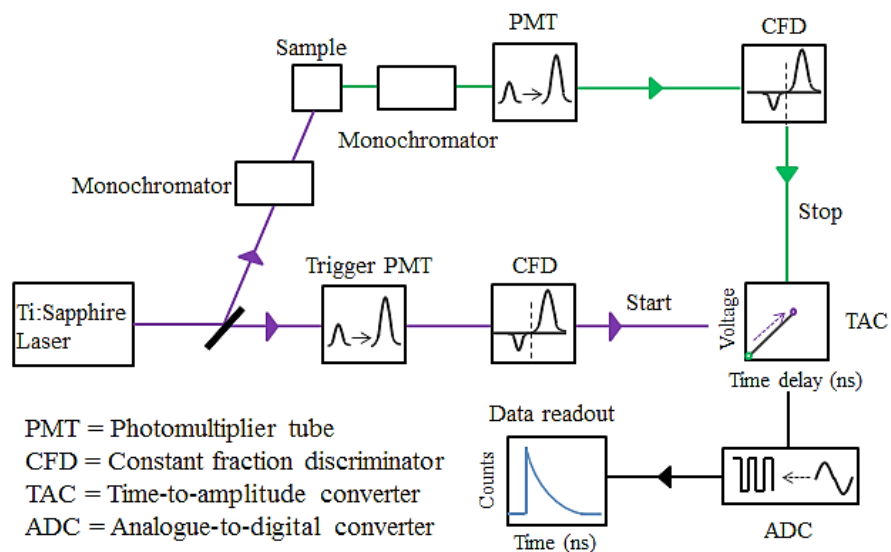 PMT
CFD
Sample
Monochromator
Monochromator
Stop
Trigger PMT
CFD
Ti:Sapphire
Laser
Start
Voltage
TAC
Time delay (ns)
Data readout
PMT = Photomultiplier tube
CFD = Constant fraction discriminator
TAC = Time-to-amplitude converter
ADC = Analogue-to-digital converter
Counts
Time (ns)
ADC